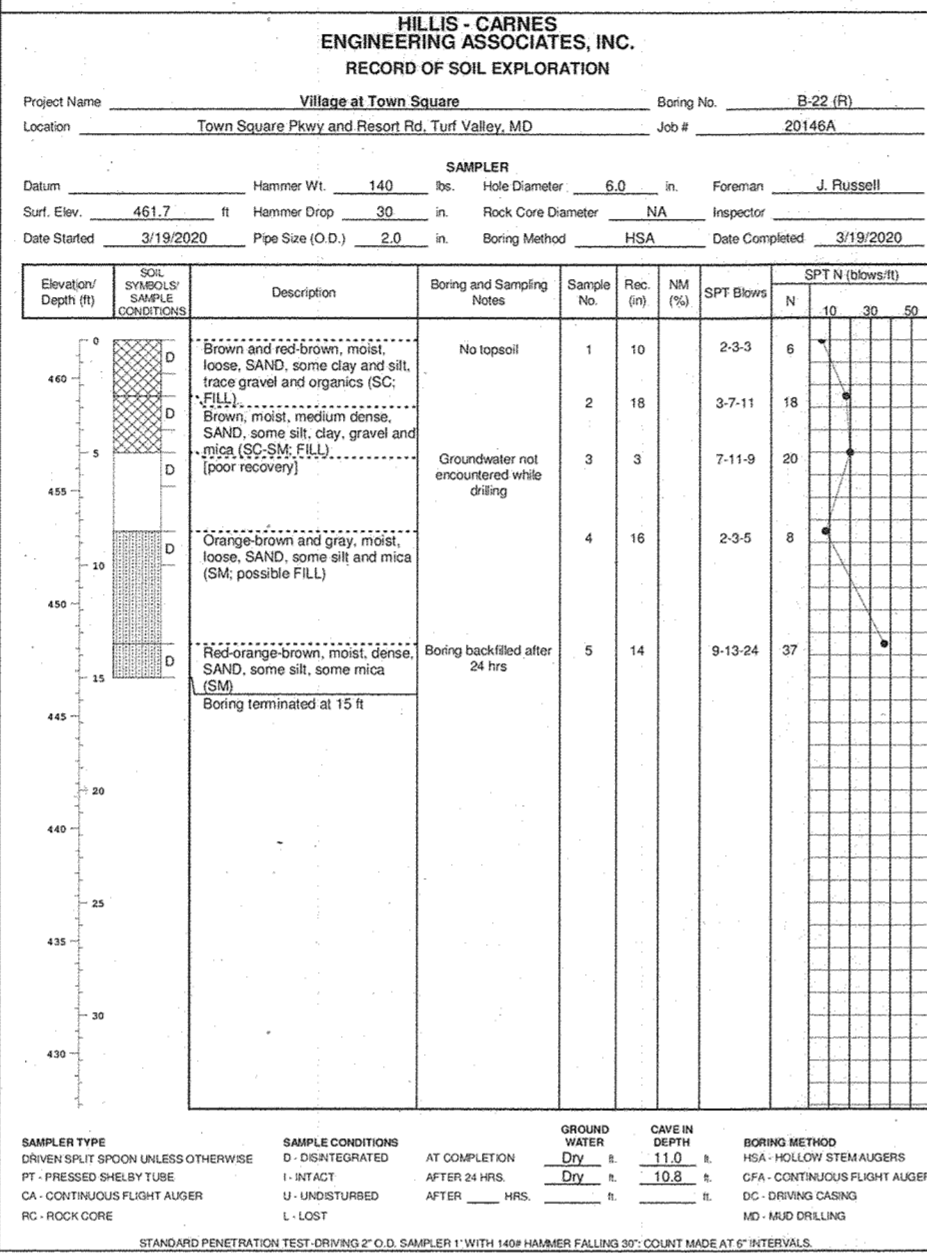 HILLIS - CARNES
ENGINEERING ASSOCIATES, INC.
RECORD OF SOIL EXPLORATION
Project Name Village at Town Square Boring No. B-22 (R)
Location Town Square Pkwy and Resort Rd, Turf Valley, MD Job # 20146A
SAMPLER
Datum Hammer Wt. 140 lbs. Hole Diameter 6.0 in. Foreman J. Russell
Surf. Elev. 461.7 ft Hammer Drop 30 in. Rock Core Diameter NA Inspector
Date Started 3/19/2020 Pipe Size (O.D.) 2.0 in. Boring Method HSA Date Completed 3/19/2020
Elevation/
Depth (ft)
SOIL
SYMBOLS/
SAMPLE
CONDITIONS
Description
Boring and Sampling
Notes
Sample
No.
Rec.
(in)
NM
(%)
SPT Blows
SPT N (blows/ft)
N
10 30 50
0
D
Brown and red-brown, moist,
loose, SAND, some clay and silt,
trace gravel and organics (SC;
FILL)
No topsoil
1 10 2-3-3 6
460
D
Brown, moist, medium dense,
SAND, some silt, clay, gravel and
mica (SC-SM; FILL)
2 18 3-7-11 18
5
D
[poor recovery]
Groundwater not
encountered while
drilling
3 3 7-11-9 20
455
D
Orange-brown and gray, moist,
loose, SAND, some silt and mica
(SM; possible FILL)
4 16 2-3-5 8
10
450
D
Red-orange-brown, moist, dense,
SAND, some silt, some mica
(SM)
Boring backfilled after
24 hrs
5 14 9-13-24 37
15
Boring terminated at 15 ft
445
20
440
25
435
30
430
GROUND
WATER
CAVE IN
DEPTH
SAMPLER TYPE SAMPLE CONDITIONS BORING METHOD
DRIVEN SPLIT SPOON UNLESS OTHERWISE D - DISINTEGRATED AT COMPLETION Dry ft. 11.0 ft. HSA - HOLLOW STEM AUGERS
PT - PRESSED SHELBY TUBE I - INTACT AFTER 24 HRS. Dry ft. 10.8 ft. CFA - CONTINUOUS FLIGHT AUGER
CA - CONTINUOUS FLIGHT AUGER U - UNDISTURBED AFTER HRS. ft. ft. DC - DRIVING CASING
RC - ROCK CORE L - LOST MD - MUD DRILLING
STANDARD PENETRATION TEST-DRIVING 2" O.D. SAMPLER 1' WITH 140# HAMMER FALLING 30": COUNT MADE AT 6" INTERVALS.